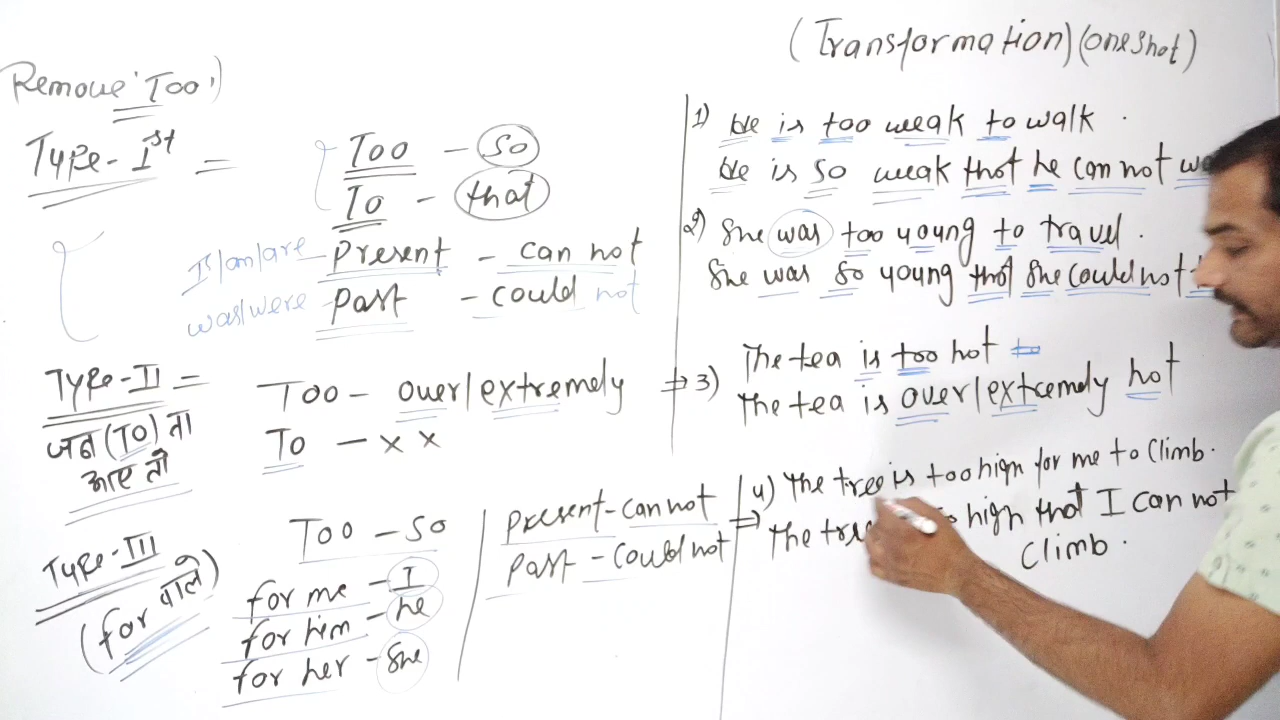 (Transformation)(oneshot)
Remove 'Too'
Type-Ist =
Too - so
To - that
Is/am/are Present - can not
was/were Past - could not
Type-II =
जब (To) ना
आए तो
Too - over/extremely
To - x x
Type-III
(for वाले)
Too - so
for me - I
for him - he
for her - she
Present - can not
Past - could not
1) He is too weak to walk.
He is so weak that he can not
2) She was too young to travel.
She was so young that she could not
⇒ 3) The tea is too hot
The tea is over/extremely hot
⇒ 4) The tree is too high for me to climb.
The high that I can not
climb.